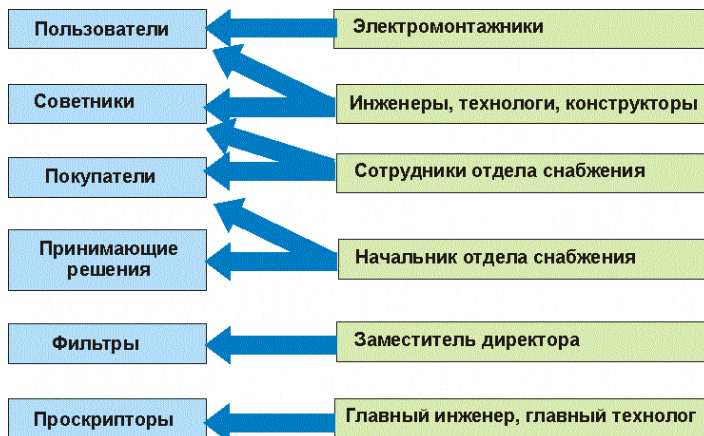 Пользователи
Электромонтажники
Советники
Инженеры, технологи, конструкторы
Покупатели
Сотрудники отдела снабжения
Принимающие
решения
Начальник отдела снабжения
Фильтры
Заместитель директора
Проскрипторы
Главный инженер, главный технолог